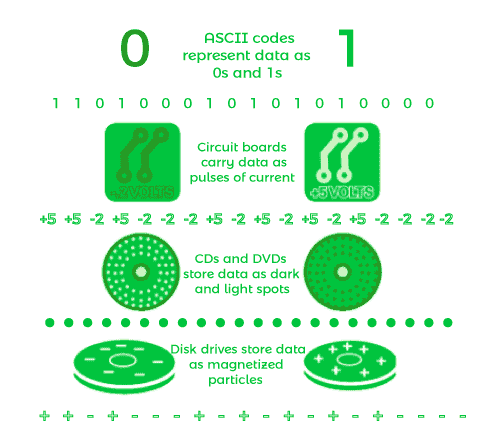 0 ASCII codes 1
represent data as
0s and 1s
1 1 0 1 0 0 0 1 0 1 0 1 0 1 0 0 0 0
Circuit boards
carry data as
pulses of current
VOLTS +5 VOLTS
+5 +5 -2 +5 -2 -2 -2 +5 -2 +5 -2 +5 -2 +5 -2 -2 -2 -2
CDs and DVDs
store data as dark
and light spots
Disk drives store data
as magnetized
particles
+ + - + - - - + - + - + - + - - - -